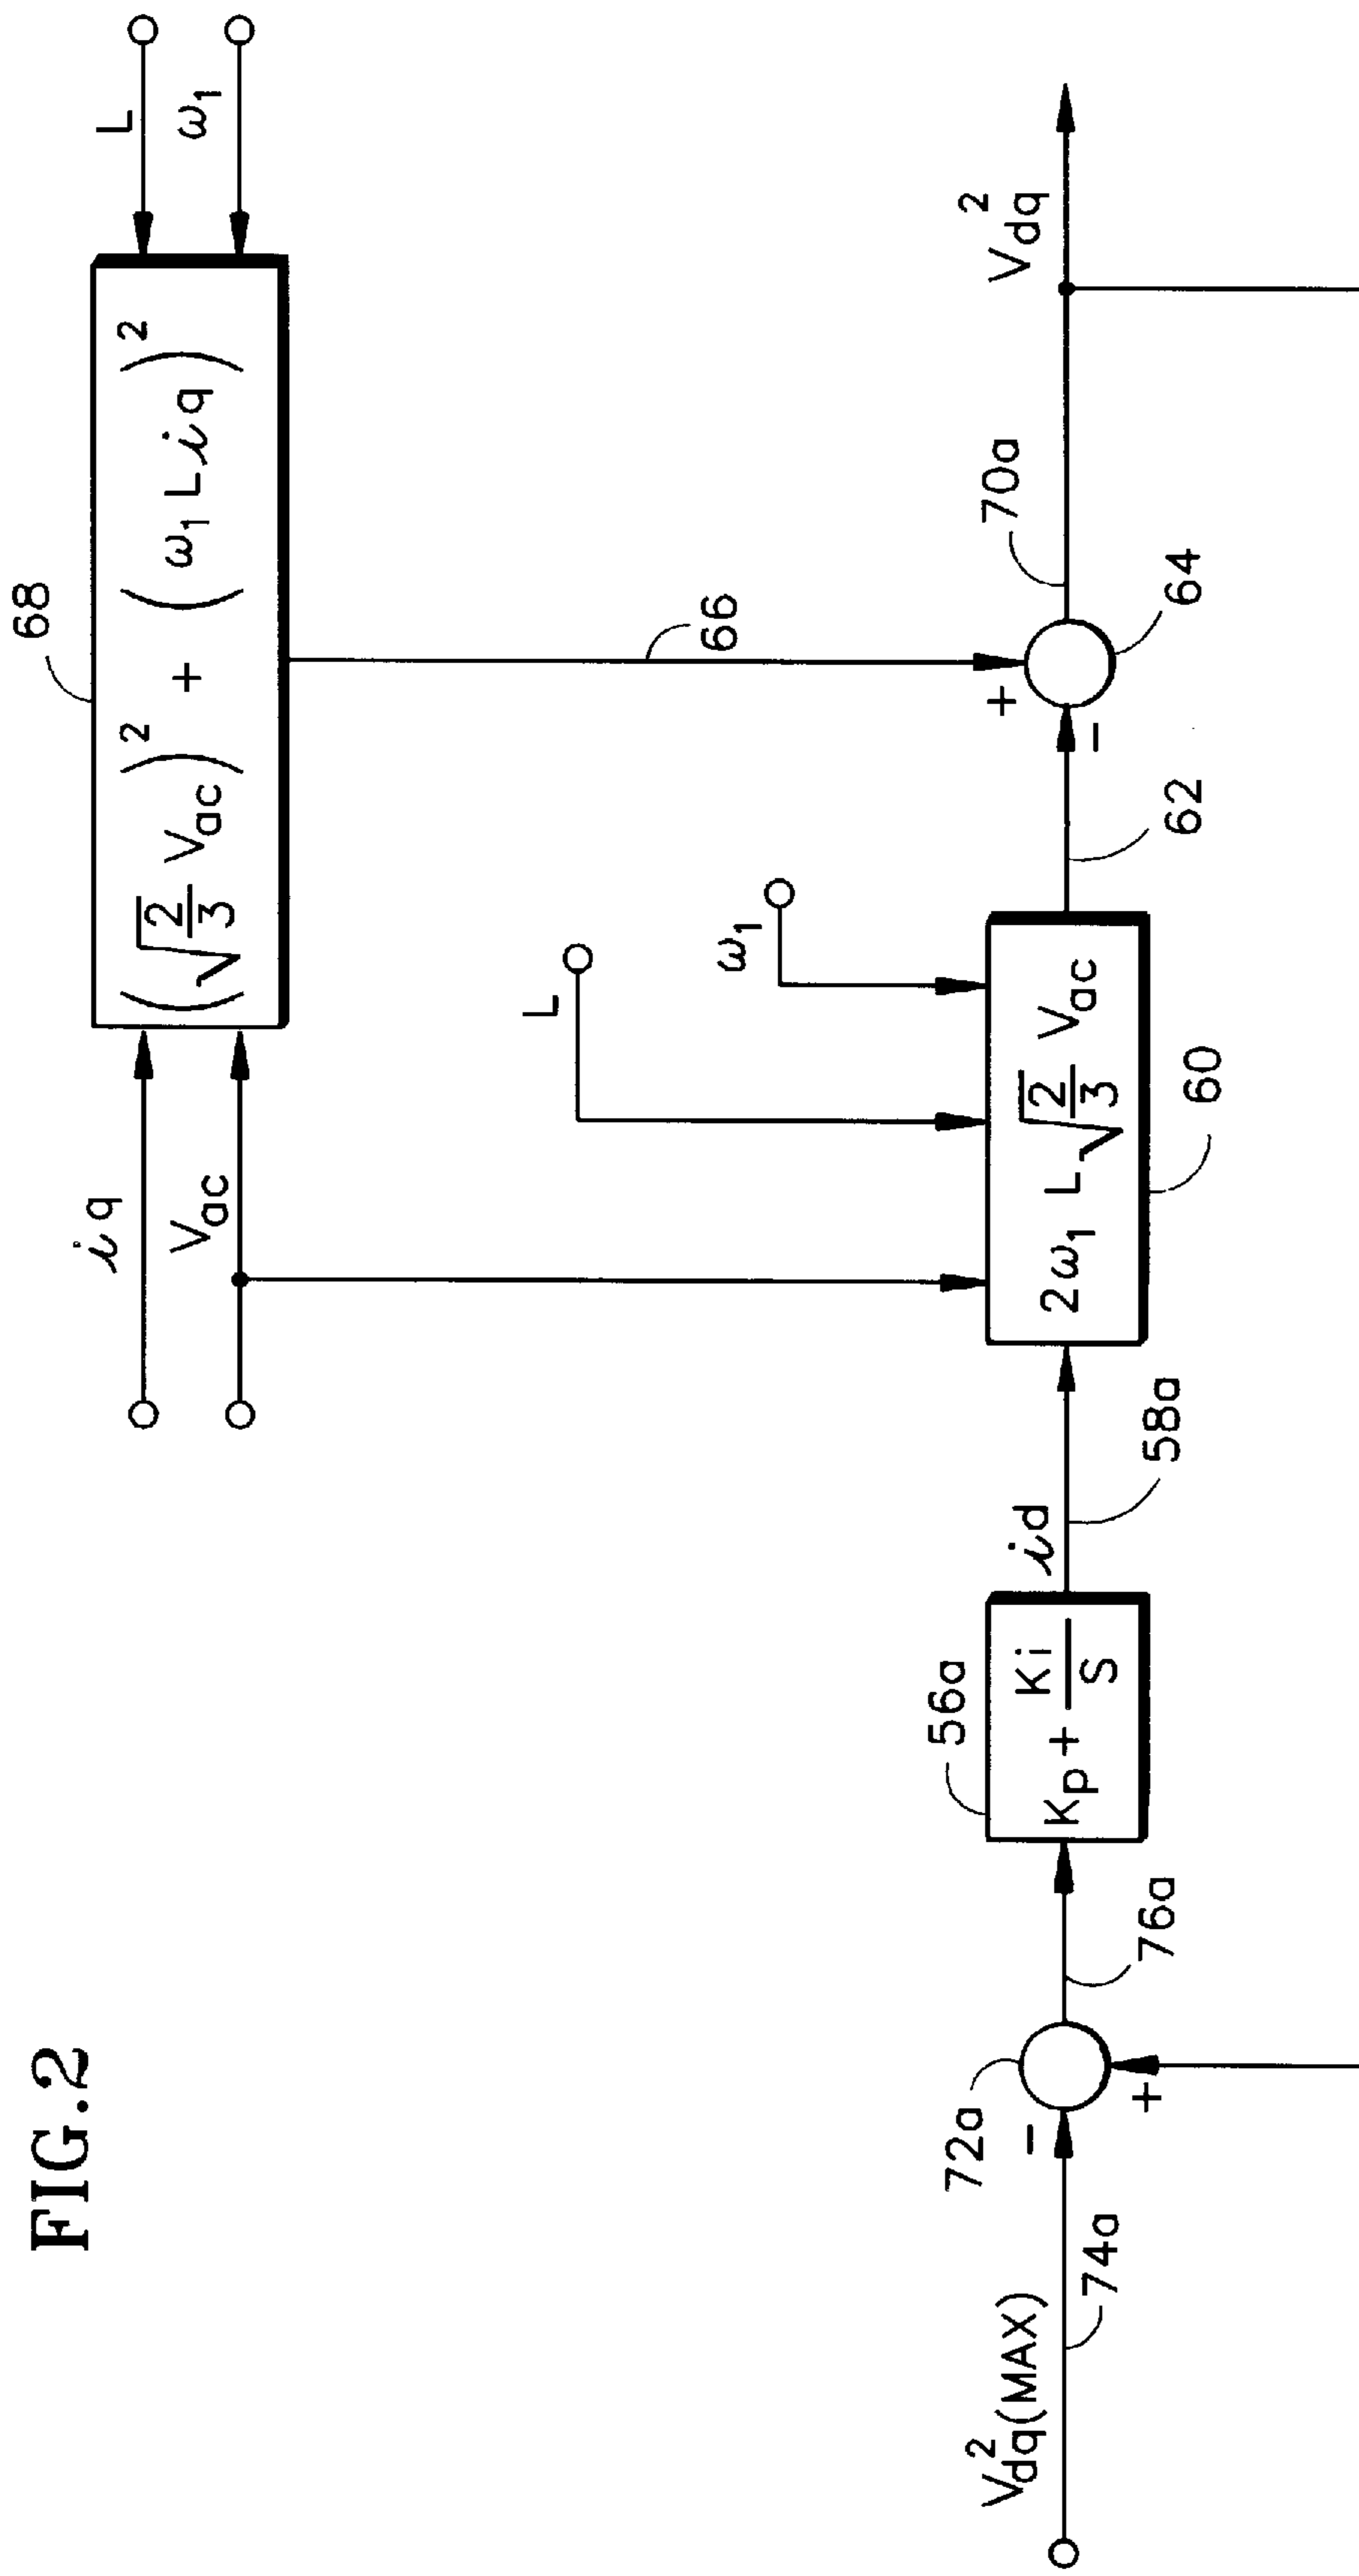 FIG.2
68
(√2/3 Vac)² + (ω1 L iq)²
iq
Vac
L
ω1
66
L
ω1
V²dq(MAX)
74a
72a
−
+
76a
56a
Kp + Ki/S
id
58a
2ω1 L √2/3 Vac
60
62
+
−
64
70a
Vdq²